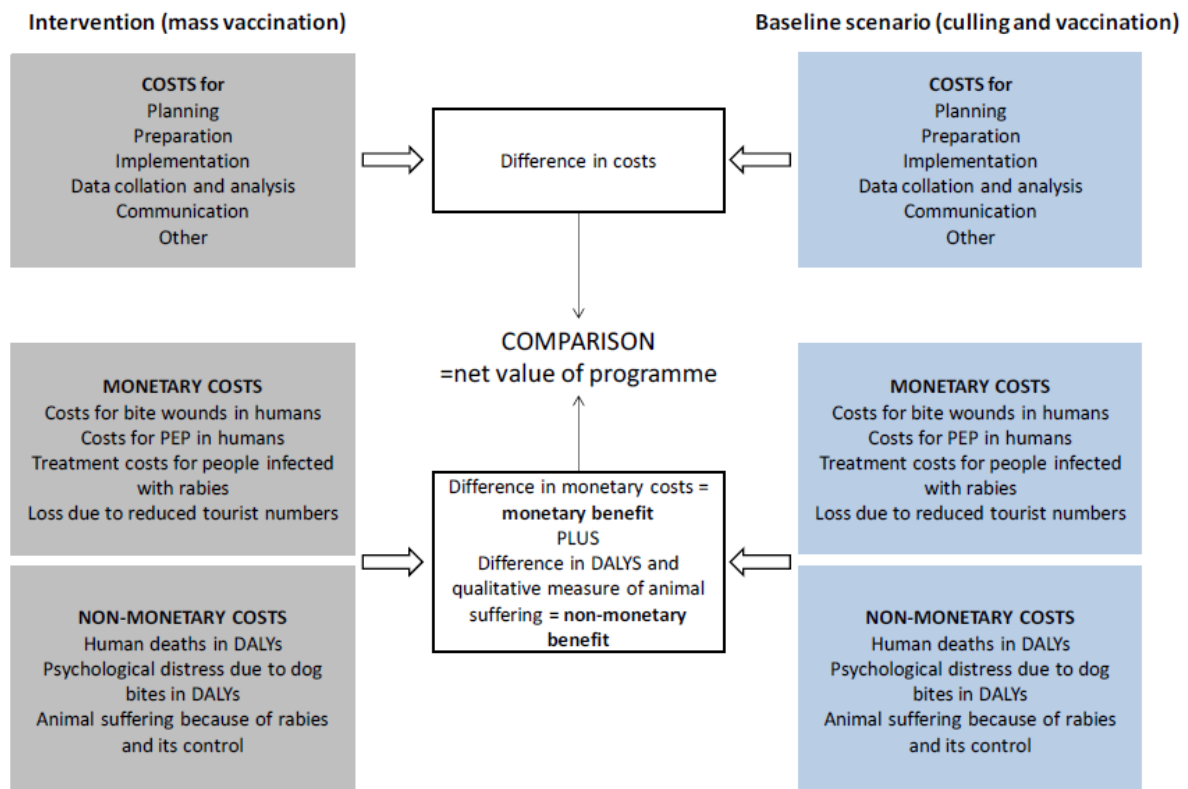 Intervention (mass vaccination)
Baseline scenario (culling and vaccination)
COSTS for
Planning
Preparation
Implementation
Data collation and analysis
Communication
Other
Difference in costs
COSTS for
Planning
Preparation
Implementation
Data collation and analysis
Communication
Other
COMPARISON
=net value of programme
MONETARY COSTS
Costs for bite wounds in humans
Costs for PEP in humans
Treatment costs for people infected
with rabies
Loss due to reduced tourist numbers
NON-MONETARY COSTS
Human deaths in DALYs
Psychological distress due to dog
bites in DALYs
Animal suffering because of rabies
and its control
Difference in monetary costs =
monetary benefit
PLUS
Difference in DALYS and
qualitative measure of animal
suffering = non-monetary
benefit
MONETARY COSTS
Costs for bite wounds in humans
Costs for PEP in humans
Treatment costs for people infected
with rabies
Loss due to reduced tourist numbers
NON-MONETARY COSTS
Human deaths in DALYs
Psychological distress due to dog
bites in DALYs
Animal suffering because of rabies
and its control